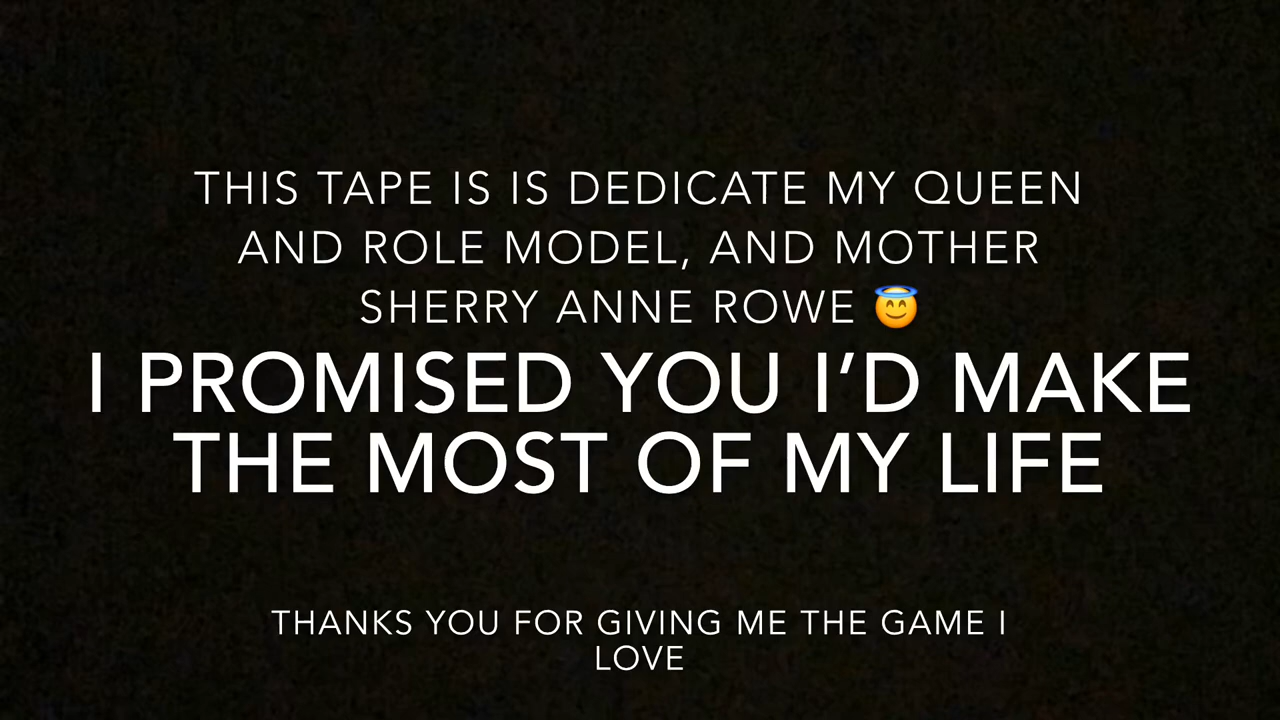 THIS TAPE IS IS DEDICATE MY QUEEN
AND ROLE MODEL, AND MOTHER
SHERRY ANNE ROWE 😇
I PROMISED YOU I’D MAKE
THE MOST OF MY LIFE
THANKS YOU FOR GIVING ME THE GAME I
LOVE